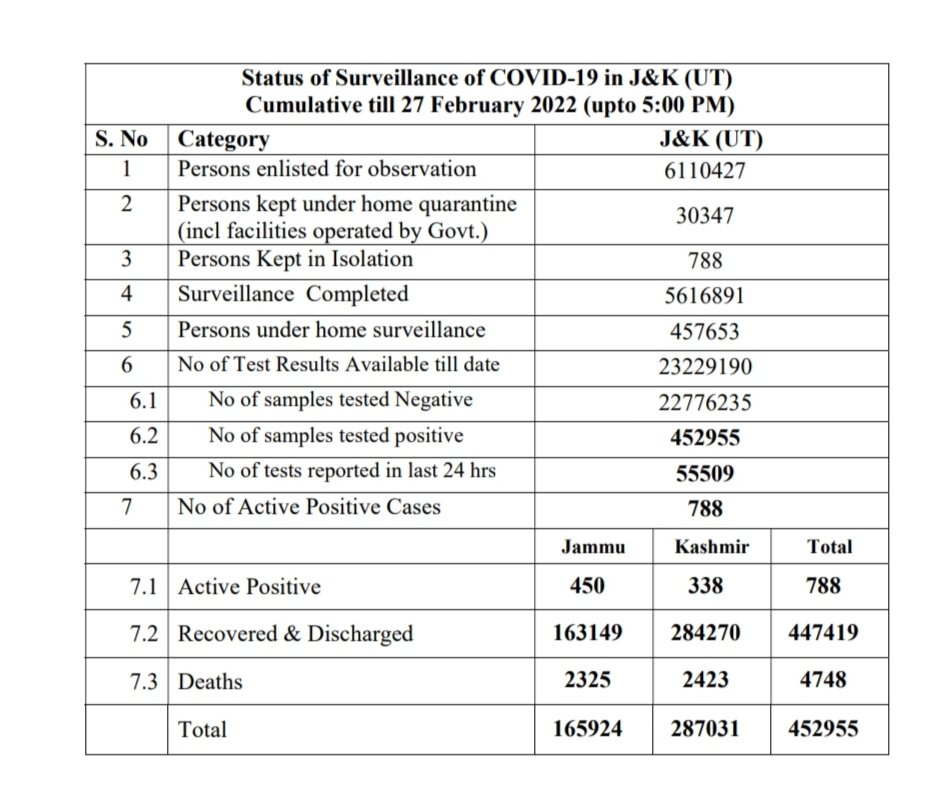 Status of Surveillance of COVID-19 in J&K (UT)
Cumulative till 27 February 2022 (upto 5:00 PM)
S. No Category J&K (UT)
1 Persons enlisted for observation 6110427
2 Persons kept under home quarantine
(incl facilities operated by Govt.) 30347
3 Persons Kept in Isolation 788
4 Surveillance Completed 5616891
5 Persons under home surveillance 457653
6 No of Test Results Available till date 23229190
6.1 No of samples tested Negative 22776235
6.2 No of samples tested positive 452955
6.3 No of tests reported in last 24 hrs 55509
7 No of Active Positive Cases 788
Jammu Kashmir Total
7.1 Active Positive 450 338 788
7.2 Recovered & Discharged 163149 284270 447419
7.3 Deaths 2325 2423 4748
Total 165924 287031 452955